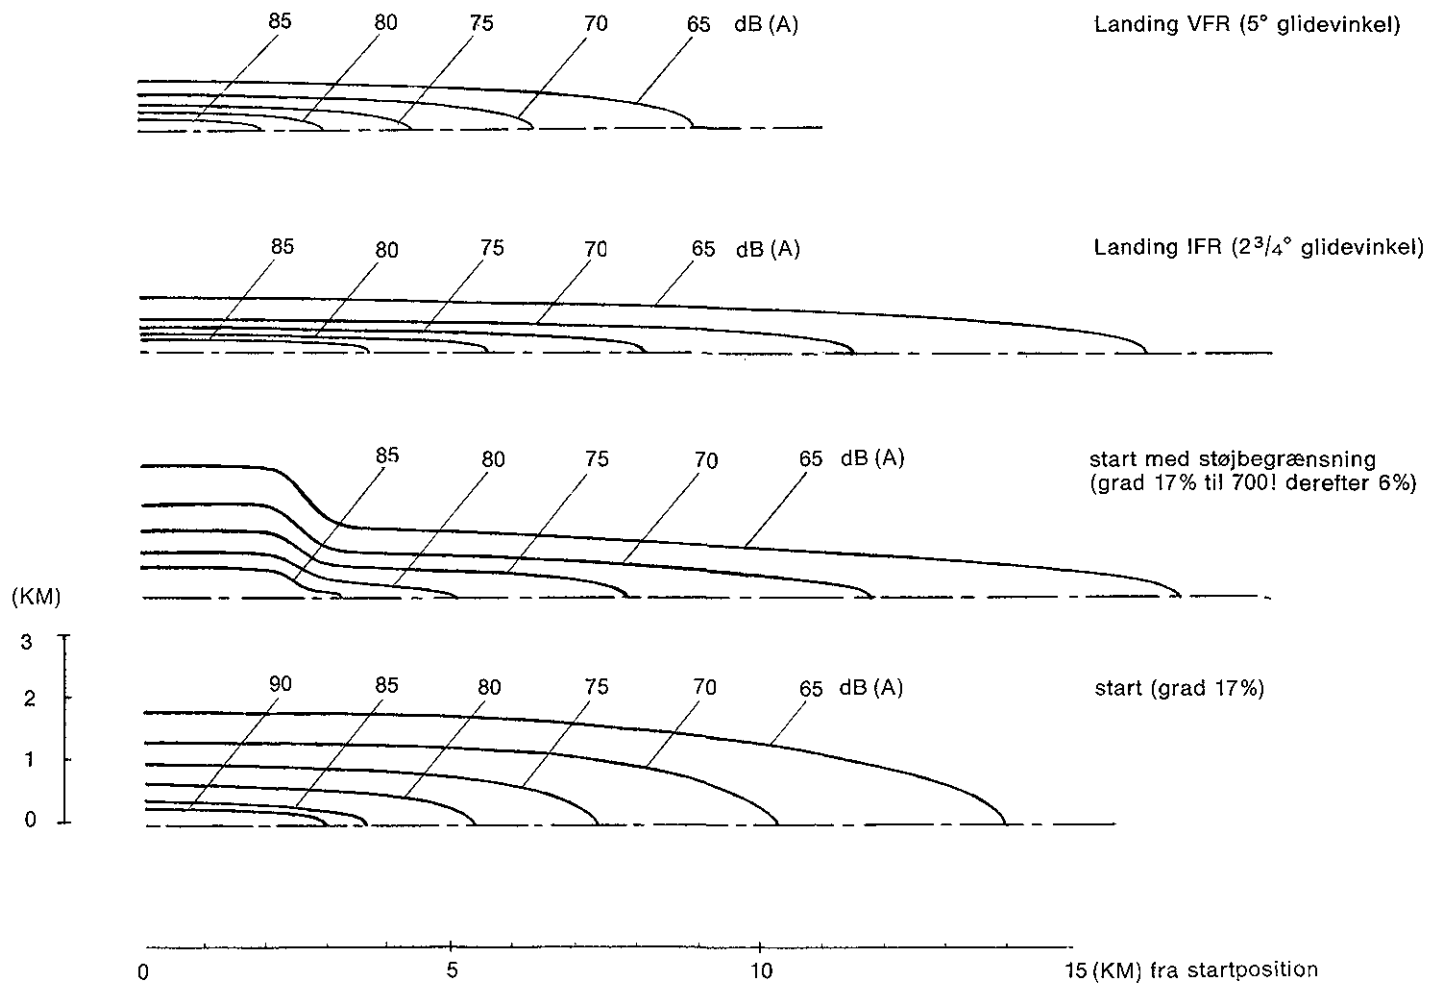 85 80 75 70 65 dB (A) Landing VFR (5° glidevinkel)
85 80 75 70 65 dB (A) Landing IFR (2 3/4° glidevinkel)
85 80 75 70 65 dB (A) start med støjbegrænsning
(grad 17% til 700! derefter 6%)
(KM)
3
90 85 80 75 70 65 dB (A) start (grad 17%)
2
1
0
0 5 10 15 (KM) fra startposition